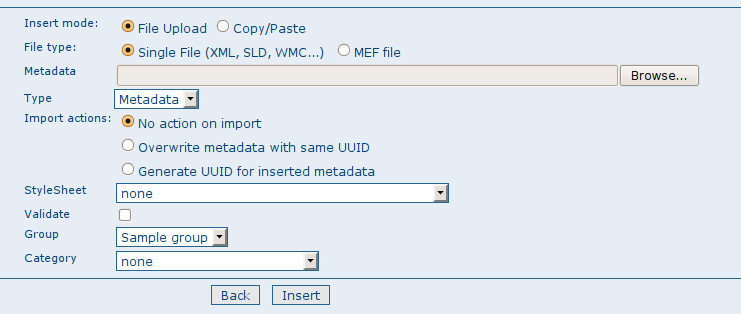 Insert mode: File Upload Copy/Paste
File type: Single File (XML, SLD, WMC...) MEF file
Metadata Browse...
Type Metadata
Import actions: No action on import
Overwrite metadata with same UUID
Generate UUID for inserted metadata
StyleSheet none
Validate
Group Sample group
Category none
Back Insert